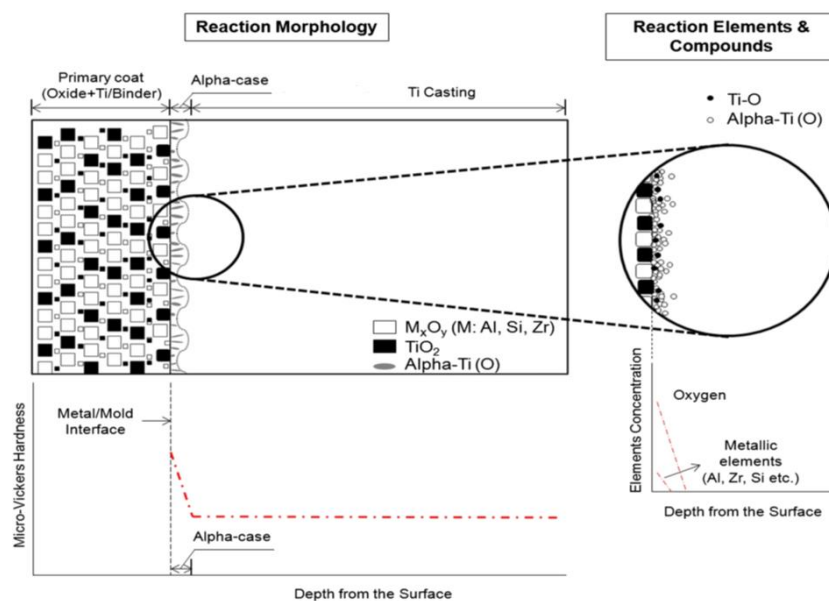 Reaction Morphology
Reaction Elements &
Compounds
Primary coat
(Oxide+Ti/Binder)
Alpha-case
Ti Casting
Ti-O
Alpha-Ti (O)
MxOy (M: Al, Si, Zr)
TiO2
Alpha-Ti (O)
Micro-Vickers Hardness
Metal/Mold
Interface
Alpha-case
Depth from the Surface
Elements Concentration
Oxygen
Metallic
elements
(Al, Zr, Si etc.)
Depth from the Surface